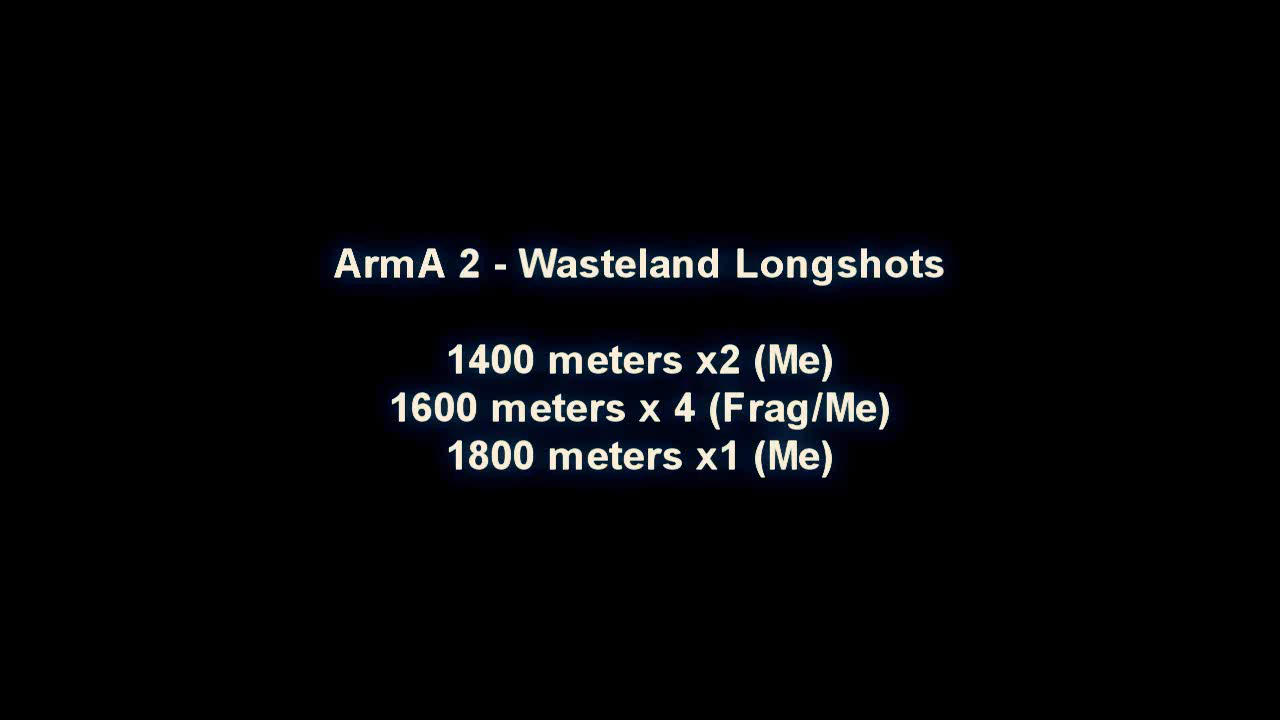 ArmA 2 - Wasteland Longshots
1400 meters x2 (Me)
1600 meters x 4 (Frag/Me)
1800 meters x1 (Me)